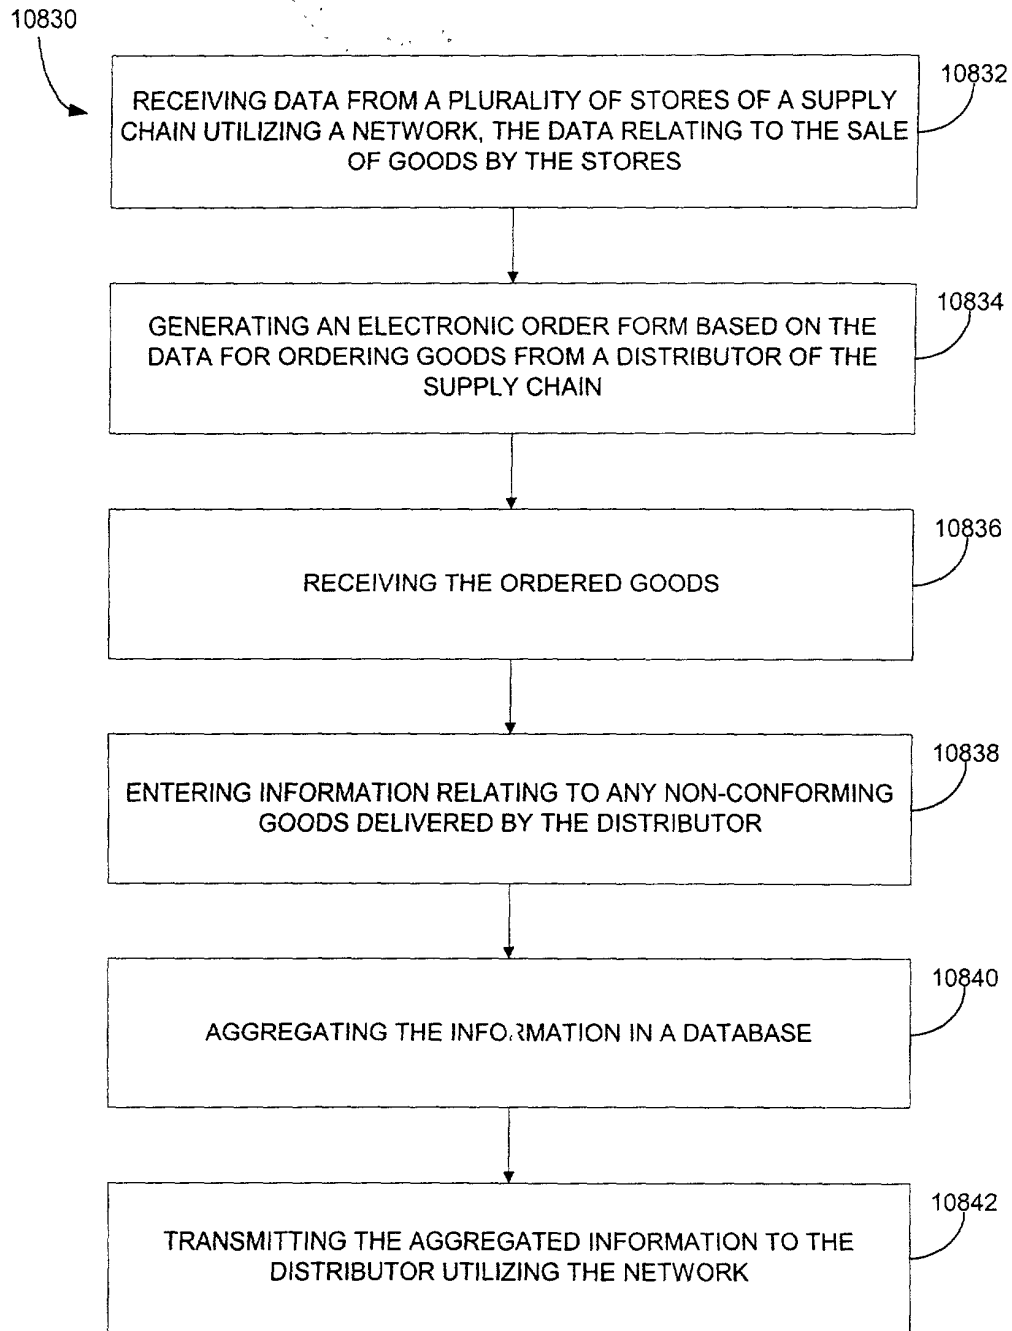 10830
10832
RECEIVING DATA FROM A PLURALITY OF STORES OF A SUPPLY
CHAIN UTILIZING A NETWORK, THE DATA RELATING TO THE SALE
OF GOODS BY THE STORES
10834
GENERATING AN ELECTRONIC ORDER FORM BASED ON THE
DATA FOR ORDERING GOODS FROM A DISTRIBUTOR OF THE
SUPPLY CHAIN
10836
RECEIVING THE ORDERED GOODS
10838
ENTERING INFORMATION RELATING TO ANY NON-CONFORMING
GOODS DELIVERED BY THE DISTRIBUTOR
10840
AGGREGATING THE INFORMATION IN A DATABASE
10842
TRANSMITTING THE AGGREGATED INFORMATION TO THE
DISTRIBUTOR UTILIZING THE NETWORK